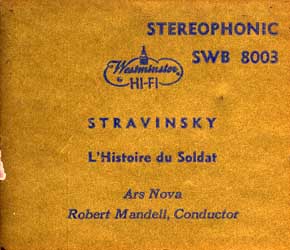 STEREOPHONIC
SWB 8003
Westminster
HI-FI
STRAVINSKY
L'Histoire du Soldat
Ars Nova
Robert Mandell, Conductor